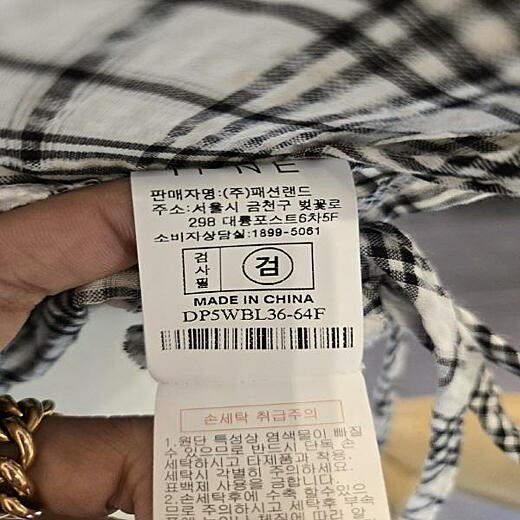 판매자명:(주)패션랜드
주소:서울시 금천구 벚꽃로
298 대륭포스트6차5F
소비자상담실:1899-5061
검사필
검
MADE IN CHINA
DP5WBL36-64F
손세탁 취급주의
1.원단 특성상 염색물이 빠질
수 있으므로 반드시 단독 손
세탁하시고 타제품과 착용,
세탁시 각별히 주의하세요.
표백제 사용을 금합니다.
2.손세탁후에 수축 할수있으
므로 주의하시고 세탁후 부속